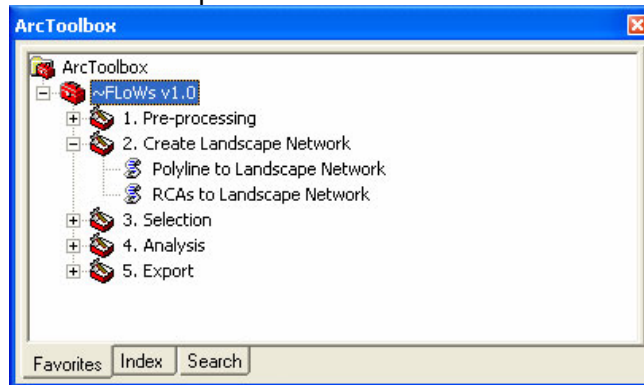 ArcToolbox
ArcToolbox
~FLoWs v1.0
1. Pre-processing
2. Create Landscape Network
Polyline to Landscape Network
RCAs to Landscape Network
3. Selection
4. Analysis
5. Export
Favorites Index Search